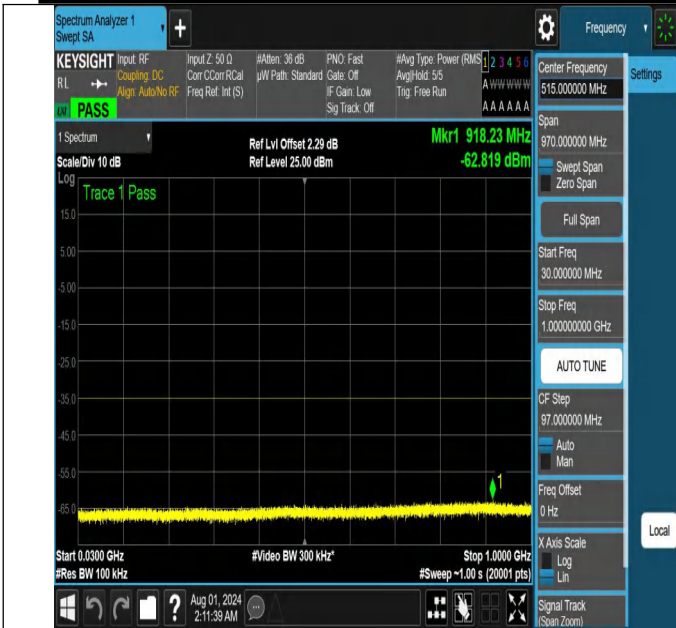 Spectrum Analyzer 1
Swept SA
+
Frequency
KEYSIGHT
RL
PASS
Input: RF
Coupling: DC
Align: Auto/No RF
Input Z: 50 Ω
Corr CCorr RCal
Freq Ref: Int (S)
#Atten: 36 dB
µW Path: Standard
PNO: Fast
Gate: Off
IF Gain: Low
Sig Track: Off
#Avg Type: Power (RMS
Avg|Hold: 5/5
Trig: Free Run
1 2 3 4 5 6
A W W W W W
A A A A A A
Center Frequency
515.000000 MHz
Settings
Span
970.000000 MHz
Swept Span
Zero Span
Full Span
Start Freq
30.000000 MHz
Stop Freq
1.000000000 GHz
AUTO TUNE
CF Step
97.000000 MHz
Auto
Man
Freq Offset
0 Hz
X Axis Scale
Log
Lin
Local
Signal Track
(Span Zoom)
1 Spectrum
Scale/Div 10 dB
Ref Lvl Offset 2.29 dB
Ref Level 25.00 dBm
Mkr1 918.23 MHz
-62.819 dBm
Log
Trace 1 Pass
15.0
5.00
-5.00
-15.0
-25.0
-35.0
-45.0
-55.0
-65.0
1
Start 0.0300 GHz
#Res BW 100 kHz
#Video BW 300 kHz*
Stop 1.0000 GHz
#Sweep ~1.00 s (20001 pts)
?
Aug 01, 2024
2:11:39 AM